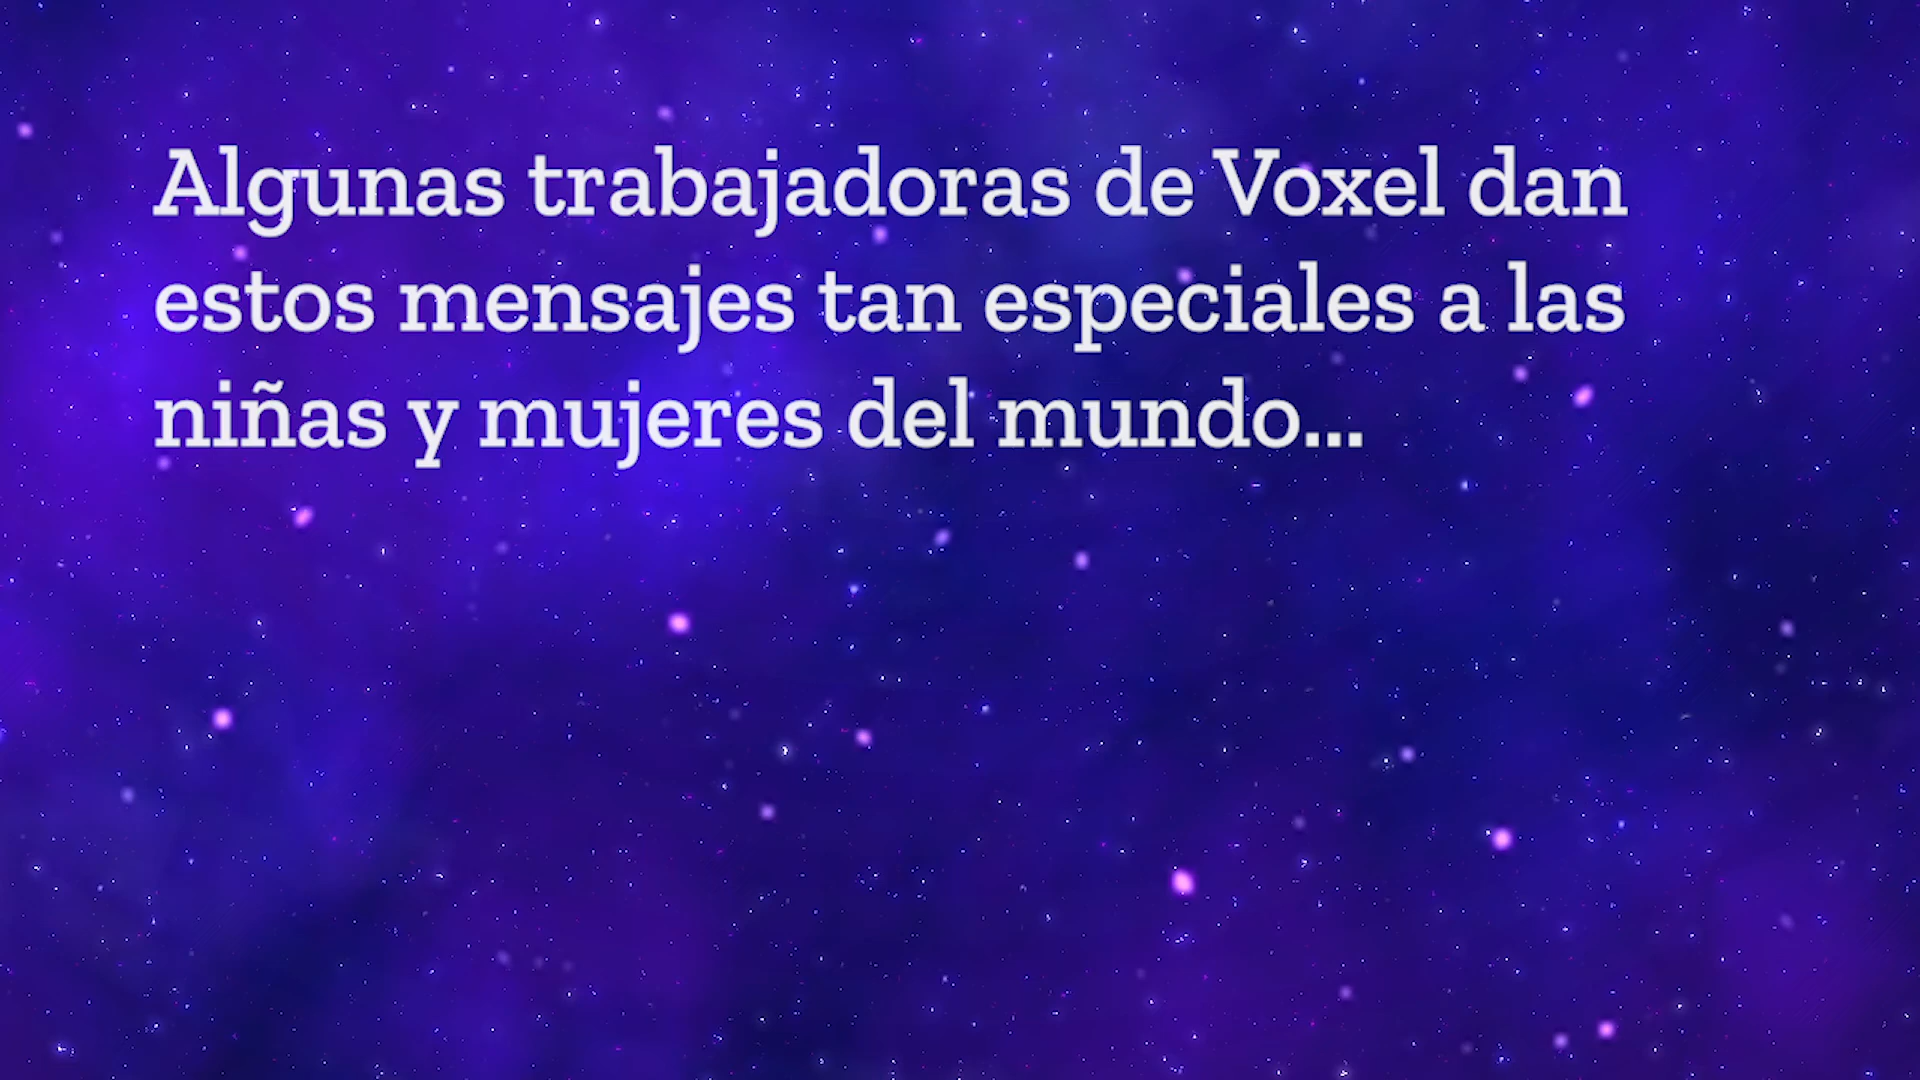 Algunas trabajadoras de Voxel dan
estos mensajes tan especiales a las
niñas y mujeres del mundo...